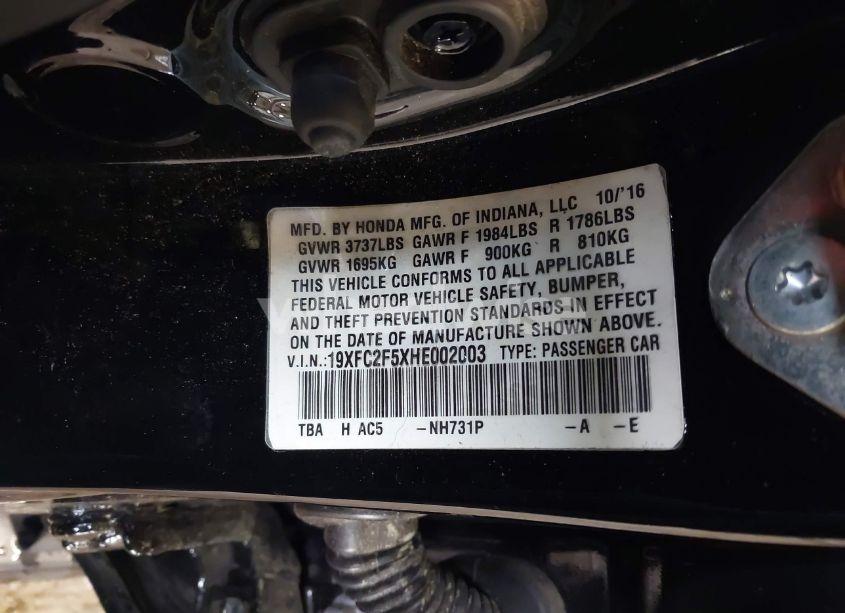 MFD. BY HONDA MFG. OF INDIANA, LLC 10/'16
GVWR 3737LBS GAWR F 1984LBS R 1786LBS
GVWR 1695KG GAWR F 900KG R 810KG
THIS VEHICLE CONFORMS TO ALL APPLICABLE
FEDERAL MOTOR VEHICLE SAFETY, BUMPER,
AND THEFT PREVENTION STANDARDS IN EFFECT
ON THE DATE OF MANUFACTURE SHOWN ABOVE.
V.I.N.:19XFC2F5XHE002003 TYPE: PASSENGER CAR
TBA H AC5 -NH731P -A -E